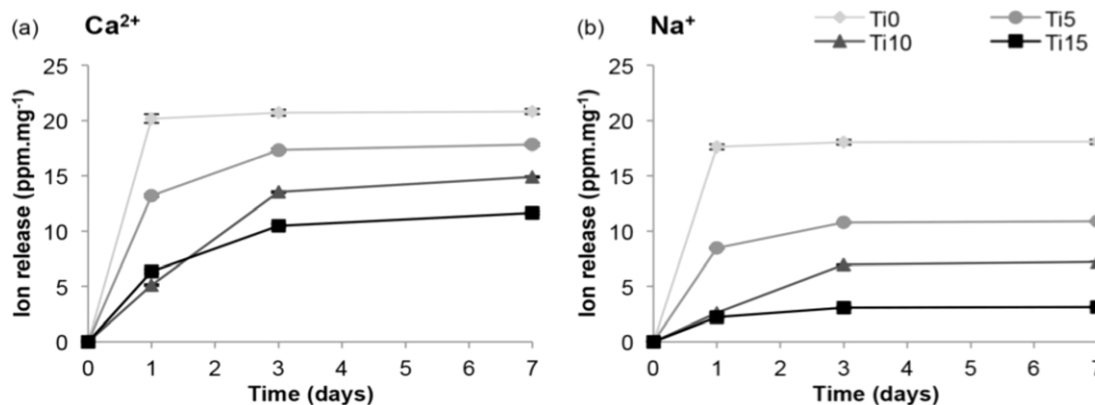 (a) Ca²⁺
25
20
15
10
5
0
Ion release (ppm.mg⁻¹)
0 1 2 3 4 5 6 7
Time (days)
(b) Na⁺
Ti0 Ti5
Ti10 Ti15
25
20
15
10
5
0
Ion release (ppm.mg⁻¹)
0 1 2 3 4 5 6 7
Time (days)